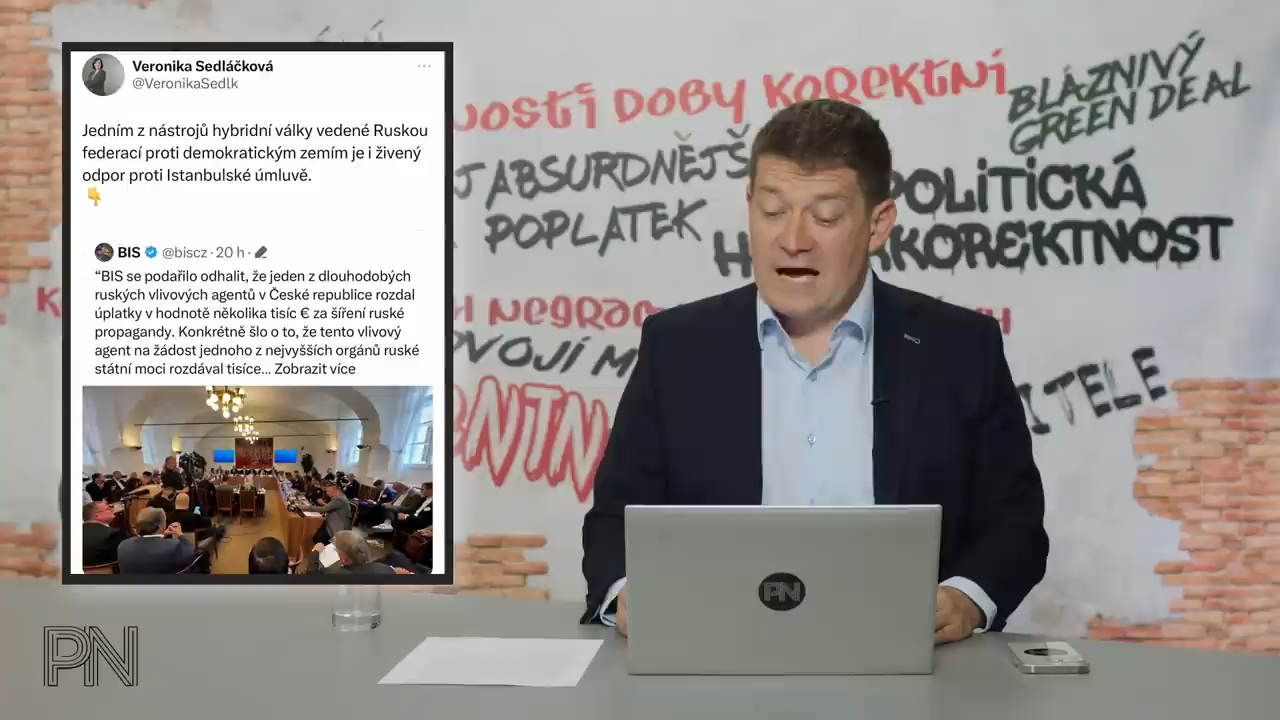 Veronika Sedláčková
@VeronikaSedlk
Jedním z nástrojů hybridní války vedené Ruskou
federací proti demokratickým zemím je i živený
odpor proti Istanbulské úmluvě.
BIS @biscz · 20 h ·
“BIS se podařilo odhalit, že jeden z dlouhodobých
ruských vlivových agentů v České republice rozdal
úplatky v hodnotě několika tisíc € za šíření ruské
propagandy. Konkrétně šlo o to, že tento vlivový
agent na žádost jednoho z nejvyšších orgánů ruské
státní moci rozdával tisíce... Zobrazit více
DOBY KOREKTNÍ
BLÁZNIVÝ
GREEN DEAL
POPLATEK
POLITICKÁ
KOREKTNOST
PN
PN